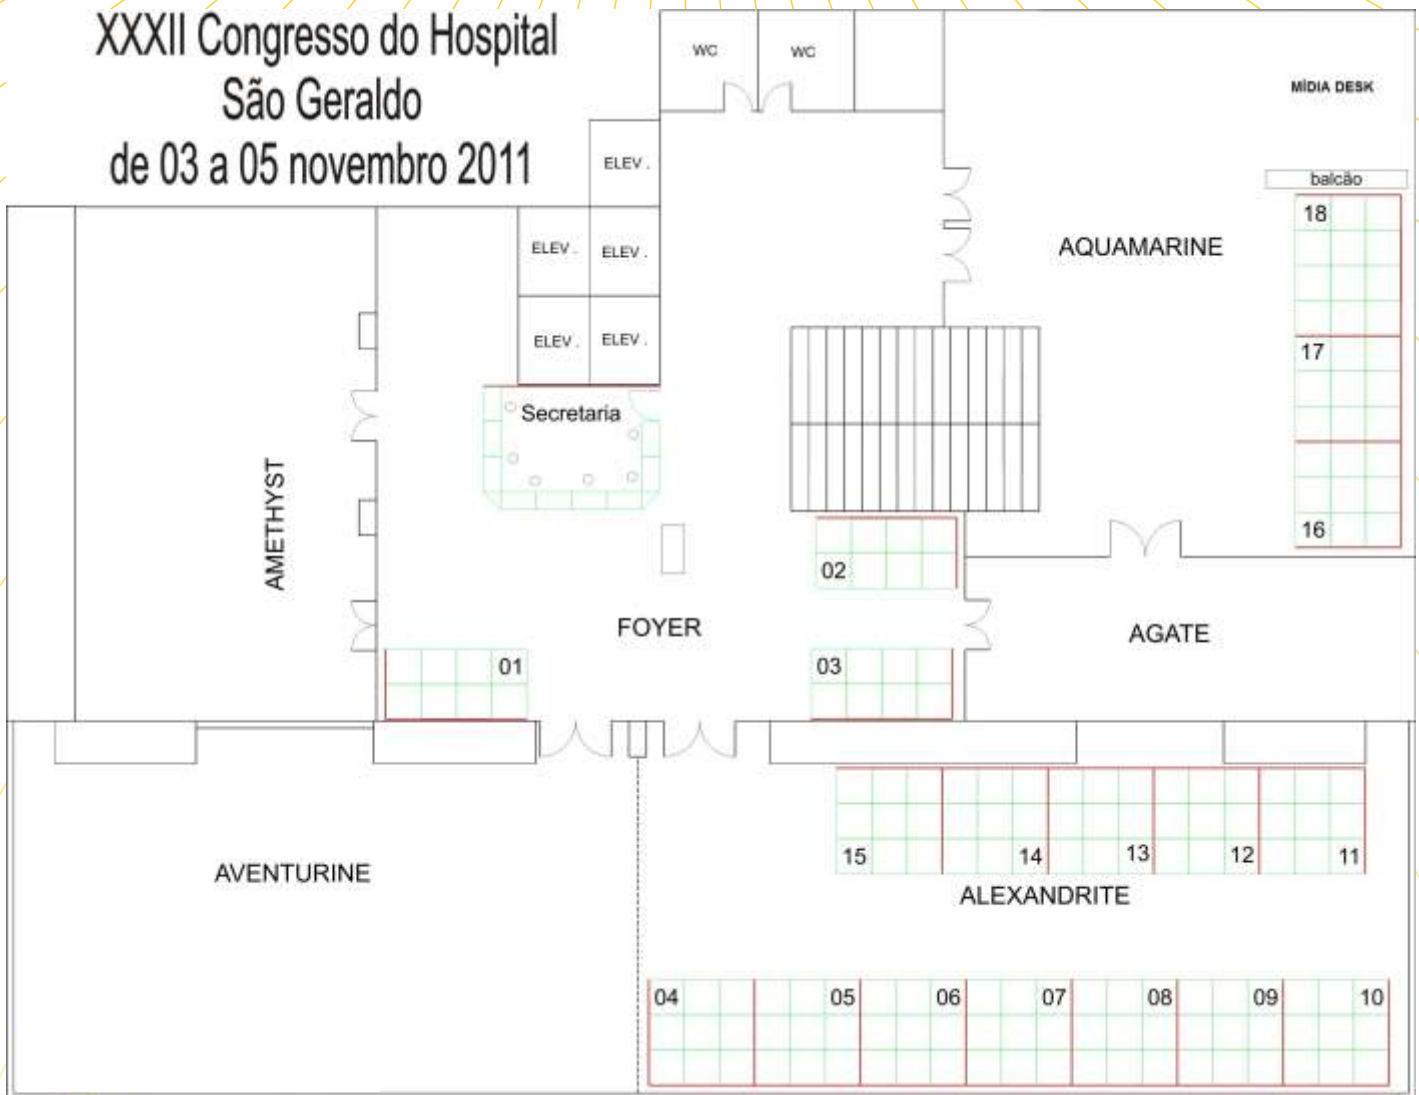 XXXII Congresso do Hospital
São Geraldo
de 03 a 05 novembro 2011
WC
WC
MÍDIA DESK
ELEV .
balcão
18
ELEV .
ELEV .
AQUAMARINE
ELEV .
ELEV .
17
Secretaria
AMETHYST
16
02
FOYER
AGATE
01
03
15
14
13
12
11
AVENTURINE
ALEXANDRITE
04
05
06
07
08
09
10